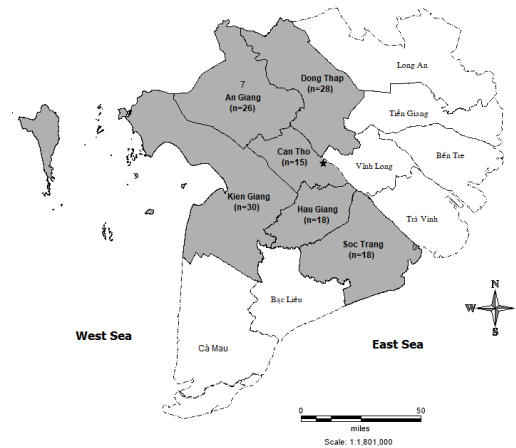 Long An
Dong Thap
(n=28)
7
An Giang
(n=26)
Tiền Giang
Can Tho
(n=15)
Bến Tre
Vĩnh Long
Kien Giang
(n=30)
Hau Giang
(n=18)
Trà Vinh
Soc Trang
(n=18)
Bạc Liêu
N
W
E
S
West Sea
East Sea
Cà Mau
0 50
miles
Scale: 1:1,801,000